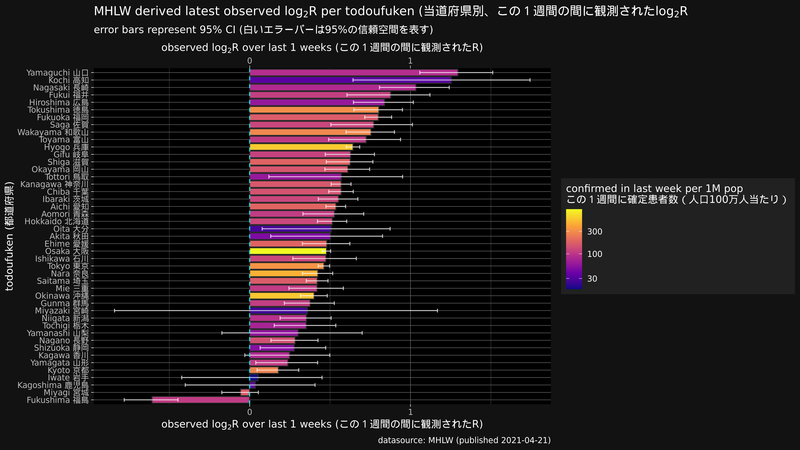 MHLW derived latest observed log₂R per todoufuken (当道府県別、この１週間の間に観測されたlog₂R
error bars represent 95% CI (白いエラーバーは95%の信頼空間を表す)
observed log₂R over last 1 weeks (この１週間の間に観測されたR)
0 1
Yamaguchi 山口
Kochi 高知
Nagasaki 長崎
Fukui 福井
Hiroshima 広島
Tokushima 徳島
Fukuoka 福岡
Saga 佐賀
Wakayama 和歌山
Toyama 富山
Hyogo 兵庫
Gifu 岐阜
Shiga 滋賀
Okayama 岡山
Tottori 鳥取
Kanagawa 神奈川
Chiba 千葉
Ibaraki 茨城
Aichi 愛知
Aomori 青森
Hokkaido 北海道
Oita 大分
Akita 秋田
Ehime 愛媛
Osaka 大阪
Ishikawa 石川
Tokyo 東京
Nara 奈良
Saitama 埼玉
Mie 三重
Okinawa 沖縄
Gunma 群馬
Miyazaki 宮崎
Niigata 新潟
Tochigi 栃木
Yamanashi 山梨
Nagano 長野
Shizuoka 静岡
Kagawa 香川
Yamagata 山形
Kyoto 京都
Iwate 岩手
Kagoshima 鹿児島
Miyagi 宮城
Fukushima 福島
todoufuken (都道府県)
0 1
observed log₂R over last 1 weeks (この１週間の間に観測されたR)
confirmed in last week per 1M pop
この１週間に確定患者数 ( 人口100万人当たり )
300
100
30
datasource: MHLW (published 2021-04-21)